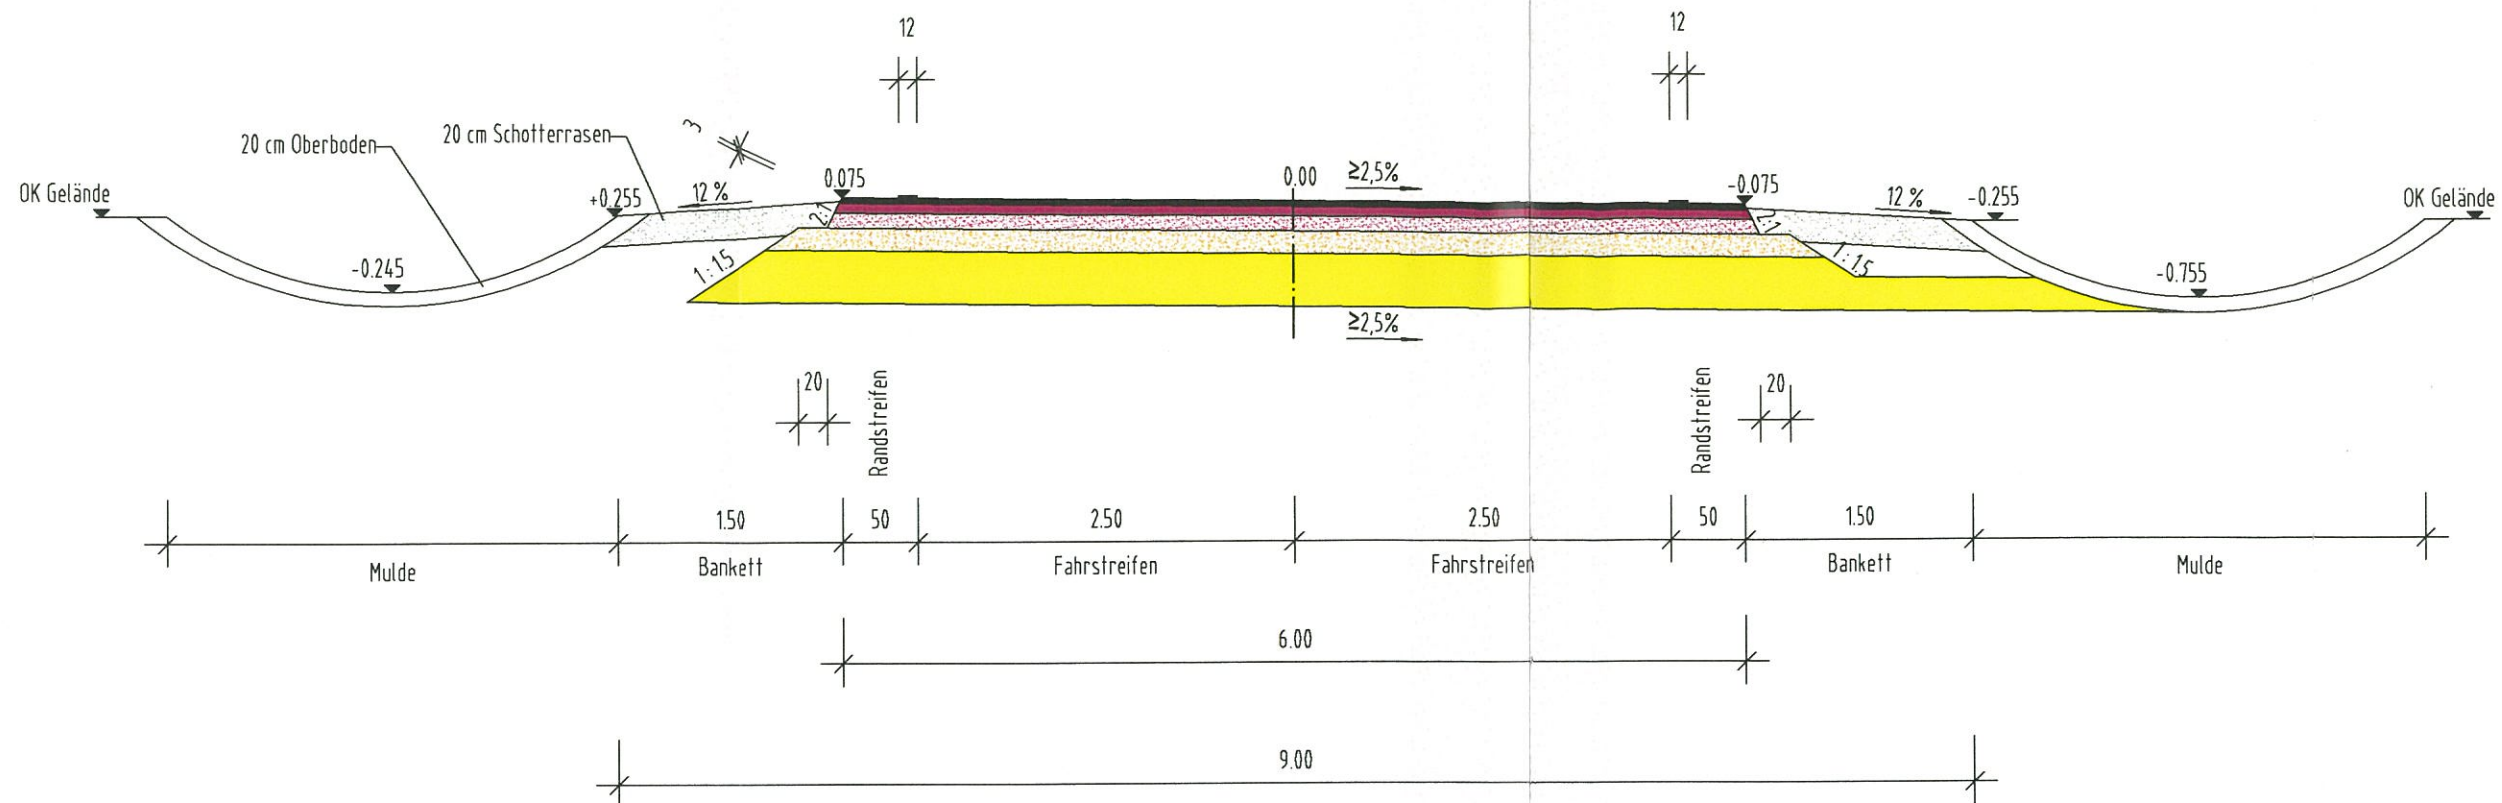 12
12
3
20 cm Oberboden
20 cm Schotterrasen
OK Gelände
+0.255
12 %
0.075
2:1
0.00
≥2,5%
-0.075
2:1
12 %
-0.255
OK Gelände
-0.245
1:1.5
1:1.5
-0.755
≥2,5%
20
Randstreifen
Randstreifen
20
1.50
50
2.50
2.50
50
1.50
Mulde
Bankett
Fahrstreifen
Fahrstreifen
Bankett
Mulde
6.00
9.00